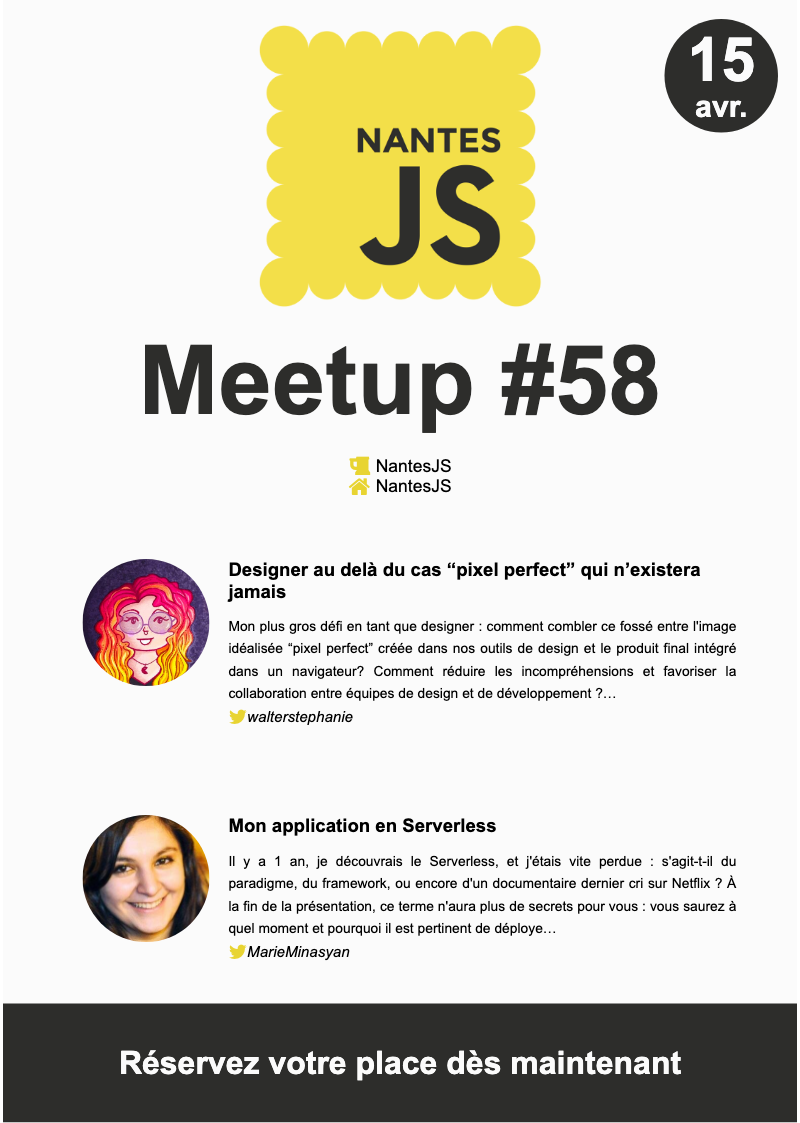 15
avr.
NANTES
JS
Meetup #58
NantesJS
NantesJS
Designer au delà du cas “pixel perfect” qui n’existera
jamais
Mon plus gros défi en tant que designer : comment combler ce fossé entre l'image
idéalisée “pixel perfect” créée dans nos outils de design et le produit final intégré
dans un navigateur? Comment réduire les incompréhensions et favoriser la
collaboration entre équipes de design et de développement ?…
walterstephanie
Mon application en Serverless
Il y a 1 an, je découvrais le Serverless, et j'étais vite perdue : s'agit-t-il du
paradigme, du framework, ou encore d'un documentaire dernier cri sur Netflix ? À
la fin de la présentation, ce terme n'aura plus de secrets pour vous : vous saurez à
quel moment et pourquoi il est pertinent de déploye…
MarieMinasyan
Réservez votre place dès maintenant